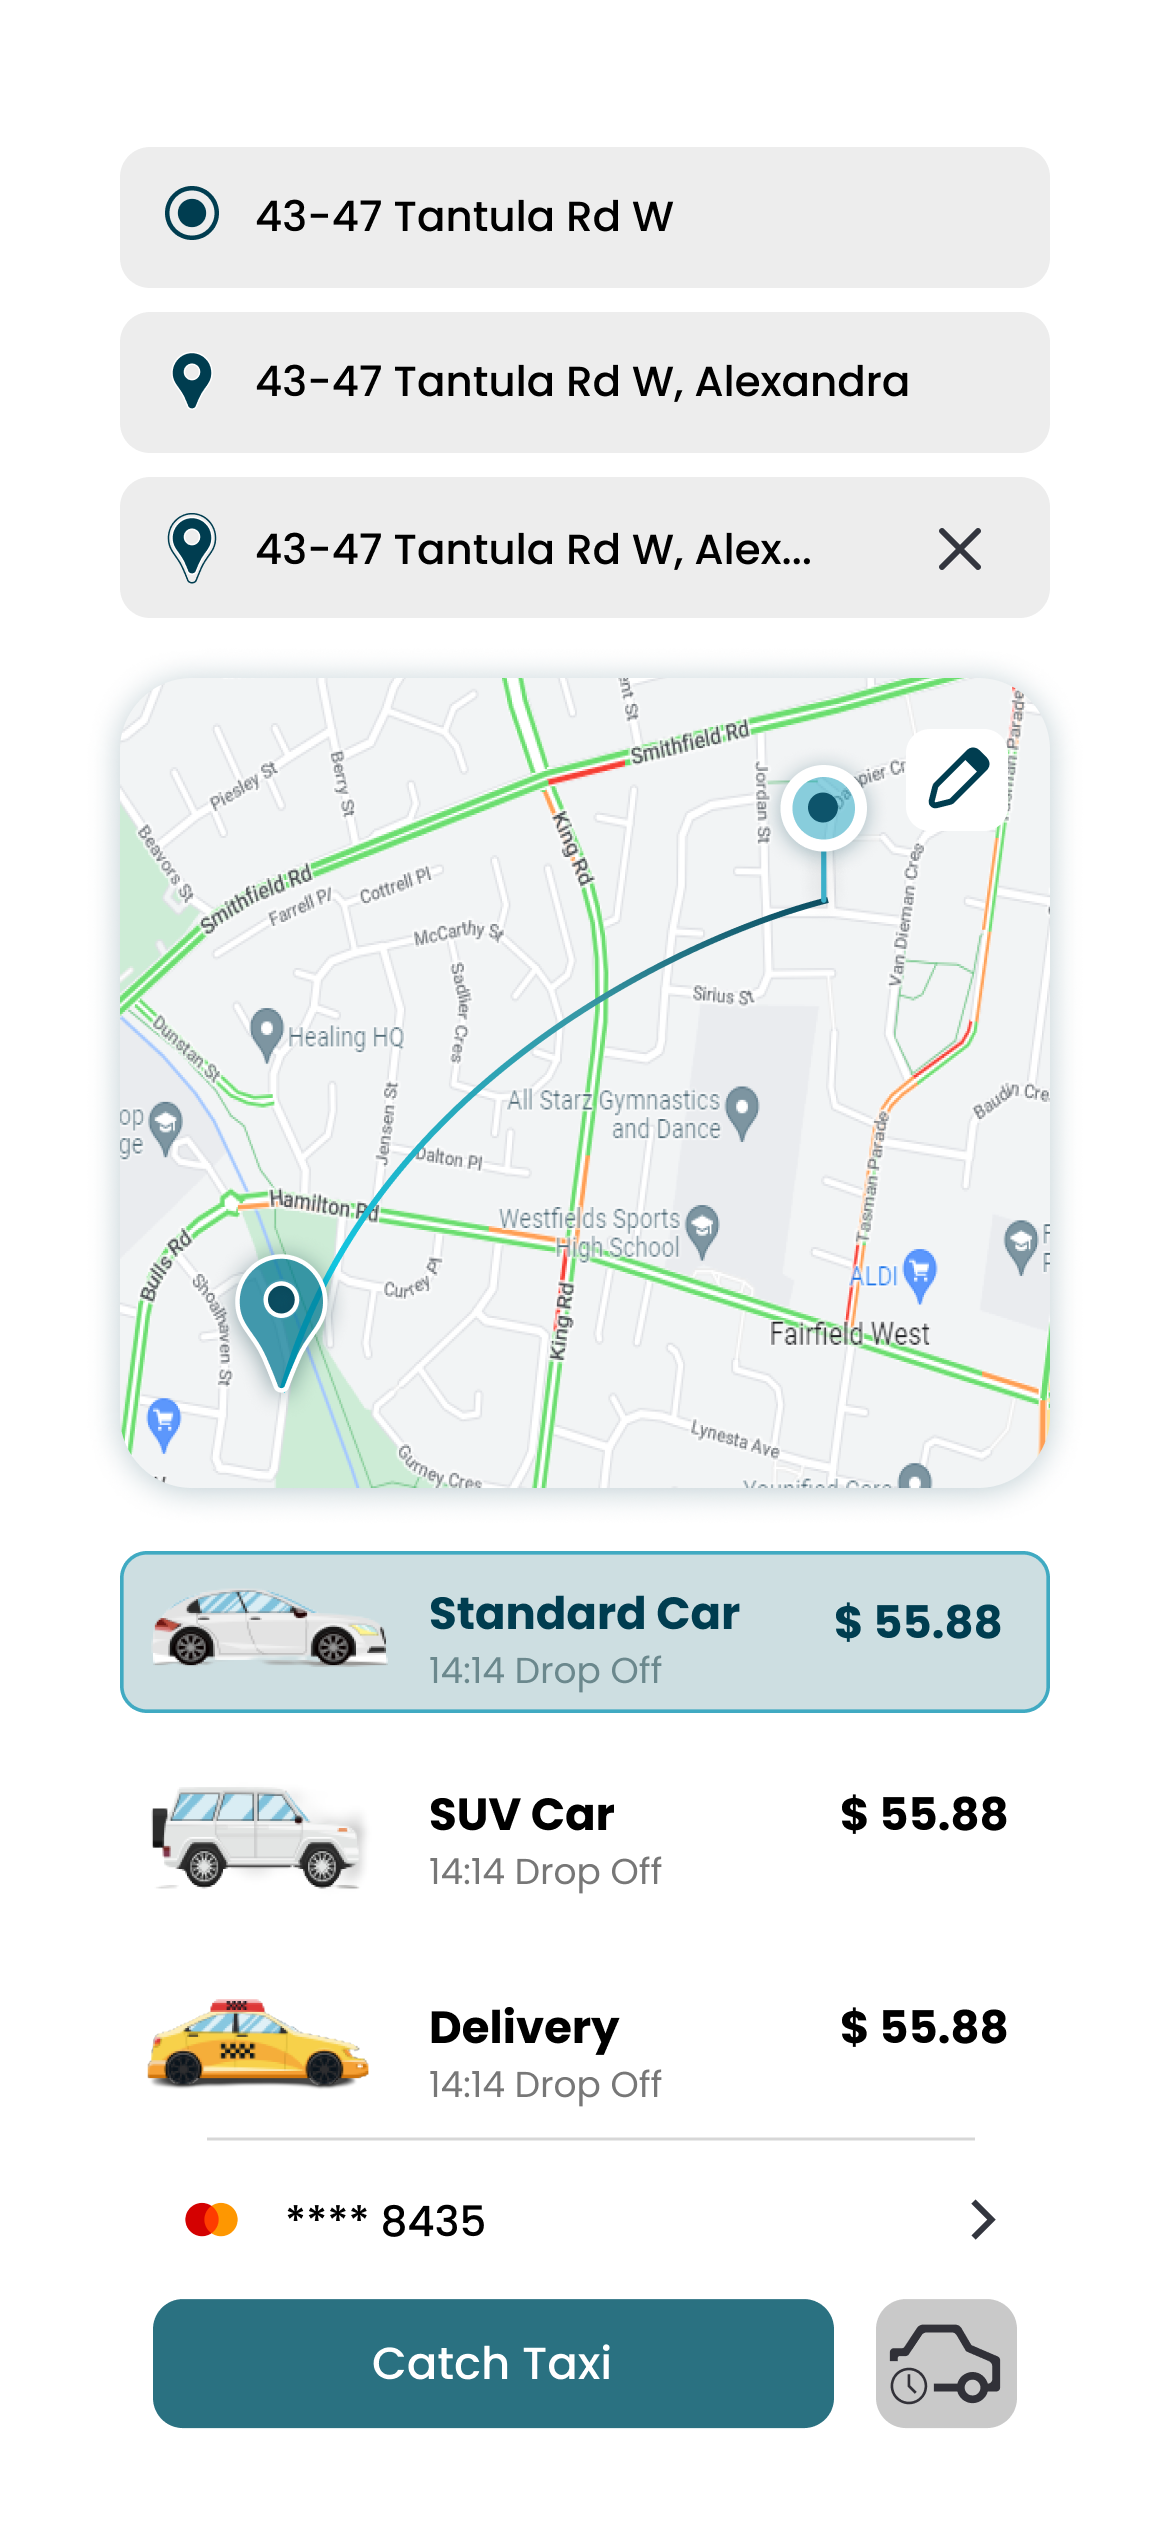 43-47 Tantula Rd W
43-47 Tantula Rd W, Alexandra
43-47 Tantula Rd W, Alex...
Smithfield Rd
Piesley St
Berry St
Jordan St
Beavors St
King Rd
Smithfield Rd
Farrell Pl
Cottrell Pl
McCarthy St
Van Dieman Cres
Sadlier Cres
Sirius St
Dunstan St
Healing HQ
Jensen St
All Starz Gymnastics
and Dance
Baudin Cre
op
ge
Dalton Pl
Tasman Parade
Hamilton Rd
Westfields Sports
High School
Bulls Rd
Shoalhaven St
Currey Pl
ALDI
King Rd
Fairfield West
Lynesta Ave
Gurney Cres
Standard Car
$ 55.88
14:14 Drop Off
SUV Car
$ 55.88
14:14 Drop Off
Delivery
$ 55.88
14:14 Drop Off
**** 8435
Catch Taxi